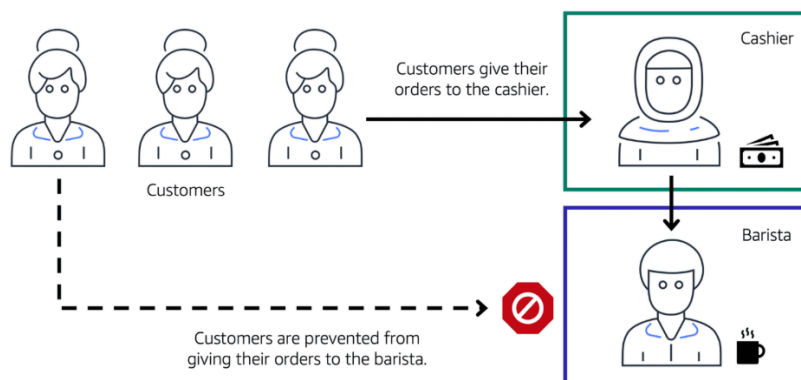 Cashier
Customers give their
orders to the cashier.
Customers
Barista
Customers are prevented from
giving their orders to the barista.